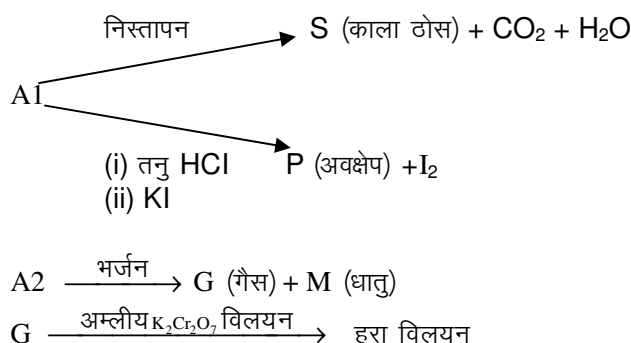 निस्तापन S (काला ठोस) + CO₂ + H₂O
A1
(i) तनु HCl P (अवक्षेप) +I₂
(ii) KI
A2 भर्जन G (गैस) + M (धातु)
G अम्लीय K₂Cr₂O₇ विलयन हरा विलयन